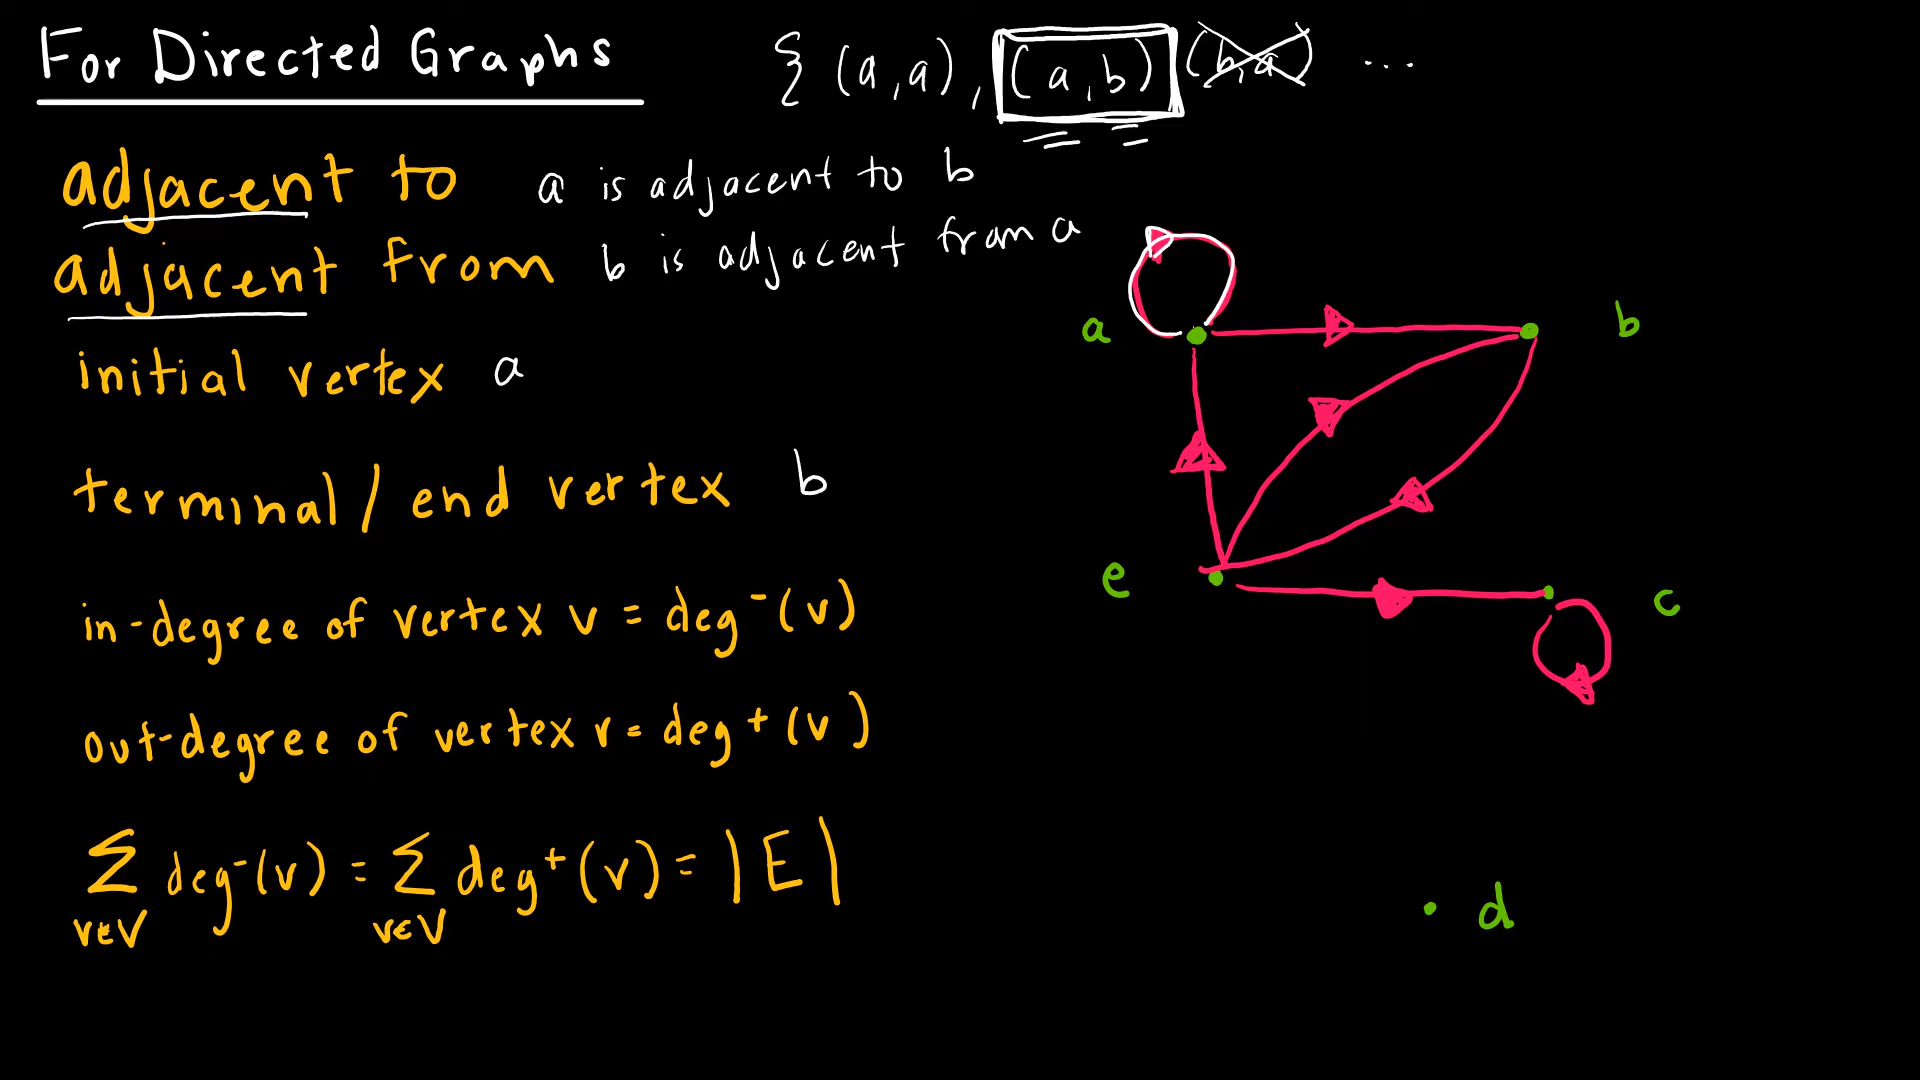 For Directed Graphs
{ (a,a), (a,b) (b,a) ...
adjacent to a is adjacent to b
adjacent from b is adjacent from a
initial vertex a
terminal/end vertex b
in-degree of vertex v = deg⁻(v)
out-degree of vertex v = deg⁺(v)
∑ deg⁻(v) = ∑ deg⁺(v) = |E|
v∈V v∈V
a
b
e
c
d